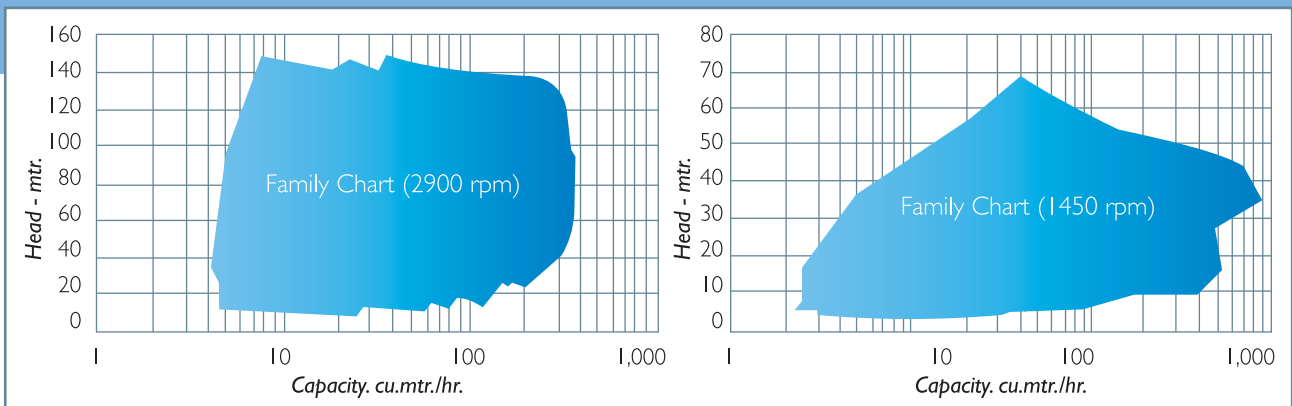 160
140
120
100
80
60
40
20
0
Head - mtr.
Family Chart (2900 rpm)
1 10 100 1,000
Capacity. cu.mtr./hr.
80
70
60
50
40
30
20
10
0
Head - mtr.
Family Chart (1450 rpm)
1 10 100 1,000
Capacity. cu.mtr./hr.